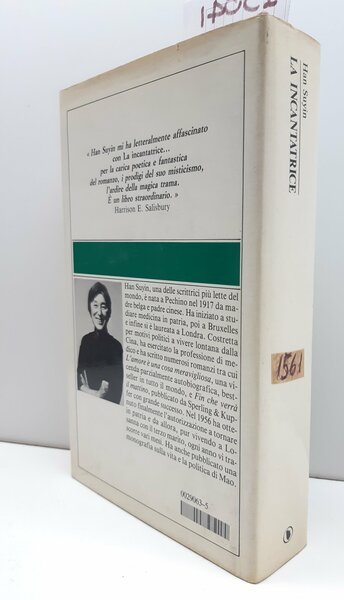 « Han Suyin mi ha letteralmente affascinato
con La incantatrice...
per la carica poetica e fantastica
del romanzo, i prodigi del suo misticismo,
l'ardire della magica trama.
È un libro straordinario. »
Harrison E. Salisbury
Han Suyin, una delle scrittrici più lette del
mondo, è nata a Pechino nel 1917 da ma-
dre belga e padre cinese. Ha iniziato a stu-
diare medicina in patria, poi a Bruxelles
e infine si è laureata a Londra. Costretta
per motivi politici a vivere lontana dalla
Cina, ha esercitato la professione di me-
dico e ha scritto numerosi romanzi tra cui
L'amore è una cosa meravigliosa, una vi-
cenda parzialmente autobiografica, best-
seller in tutto il mondo, e Fin che verrà
il mattino, pubblicato da Sperling & Kup-
fer con grande successo. Nel 1956 ha otte-
nuto finalmente l'autorizzazione a tornare
in patria e da allora, pur vivendo a Lo-
sanna con il terzo marito, ogni anno vi tra-
scorre vari mesi. Ha anche pubblicato una
monografia sulla vita e la politica di Mao.
0029063-5
Han Suyin
LA INCANTATRICE
1561